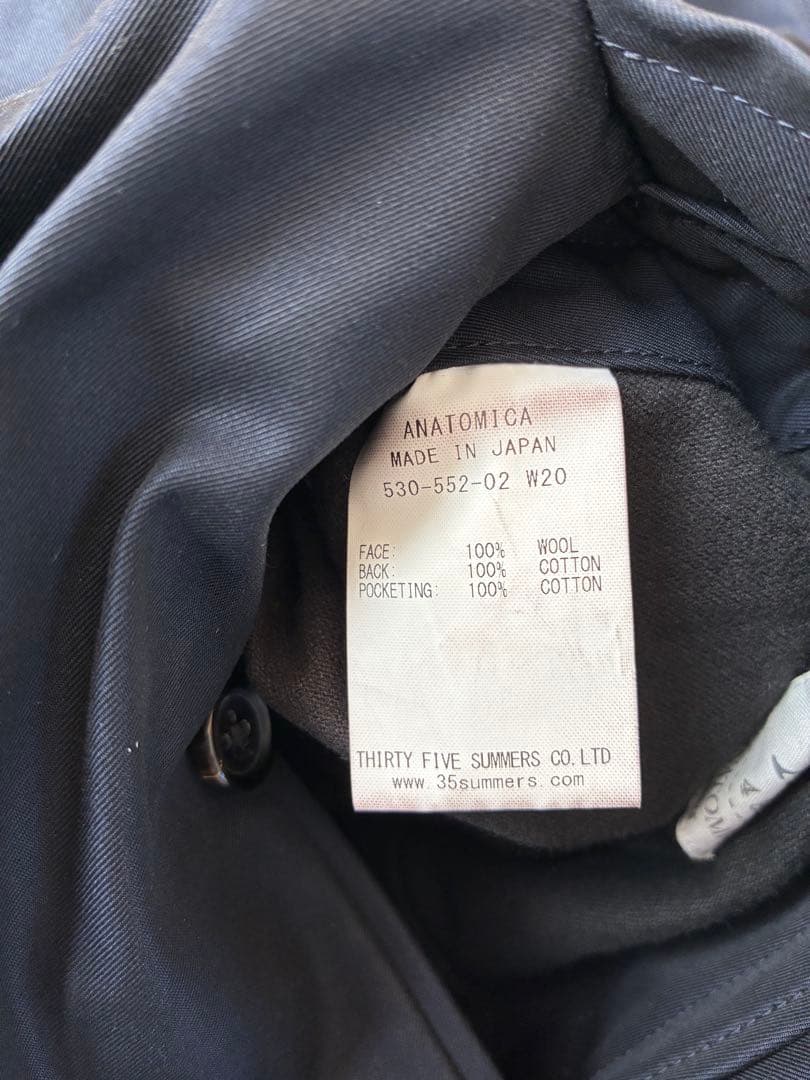 ANATOMICA
MADE IN JAPAN
530-552-02 W20
FACE: 100% WOOL
BACK: 100% COTTON
POCKETING: 100% COTTON
THIRTY FIVE SUMMERS CO.LTD
www.35summers.com